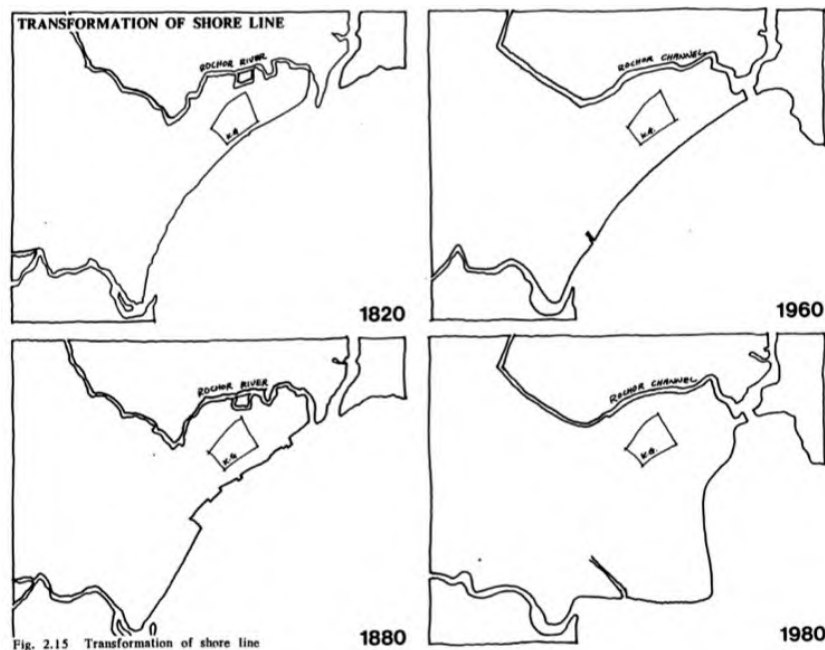 TRANSFORMATION OF SHORE LINE
ROCHOR RIVER
K.G.
1820
ROCHOR CHANNEL
K.G.
1960
ROCHOR RIVER
K.G
1880
ROCHOR CHANNEL
K.G.
1980
Fig. 2.15 Transformation of shore line